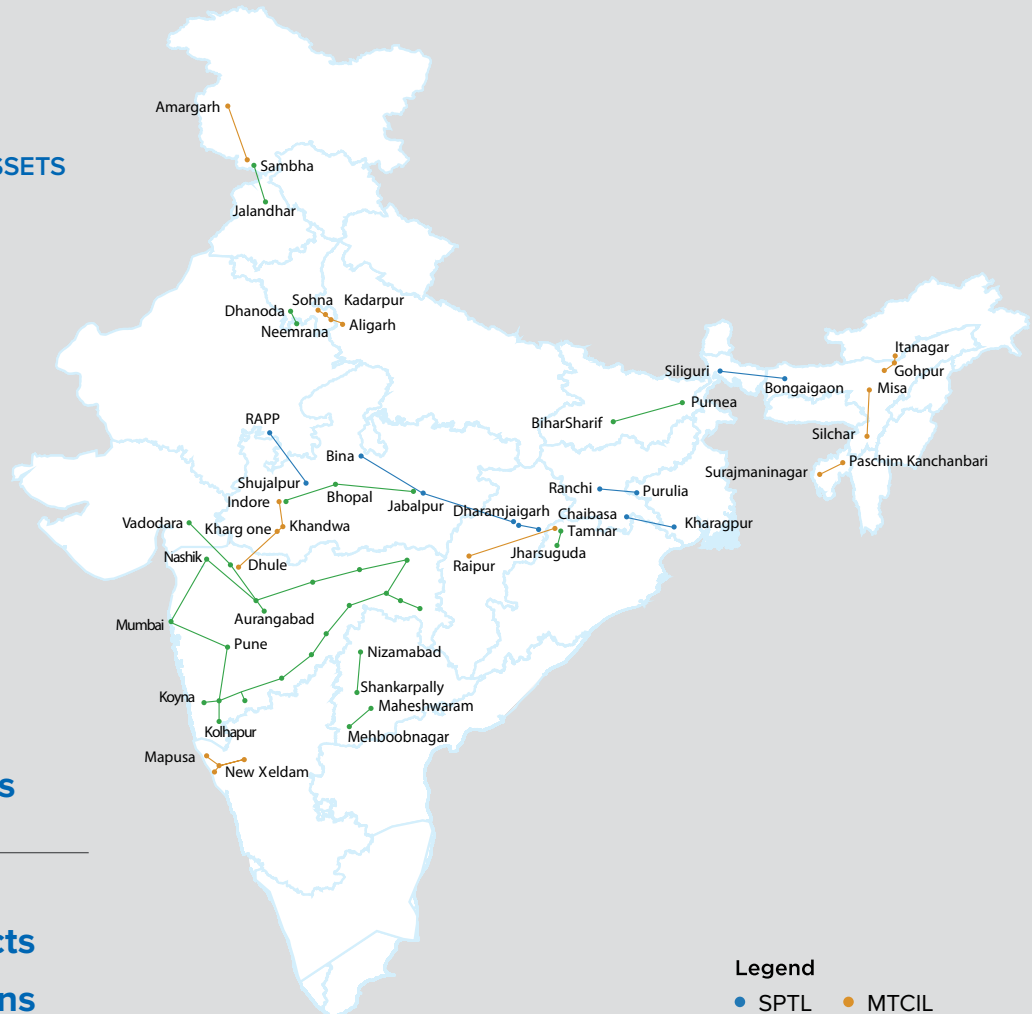 Amargarh
SSETS
Sambha
Jalandhar
Sohna
Kadarpur
Dhanoda
Neemrana
Aligarh
Itanagar
Siliguri
Gohpur
Bongaigaon
Misa
Purnea
RAPP
BiharSharif
Silchar
Bina
Paschim Kanchanbari
Surajmaninagar
Shujalpur
Ranchi
Purulia
Bhopal
Indore
Jabalpur
Dharamjaigarh
Chaibasa
Vadodara
Kharg one
Khandwa
Kharagpur
Tamnar
Jharsuguda
Nashik
Dhule
Raipur
Aurangabad
Mumbai
Pune
Nizamabad
Shankarpally
Koyna
Maheshwaram
Kolhapur
Mehboobnagar
Mapusa
New Xeldam
s
cts
ns
Legend
SPTL
MTCIL